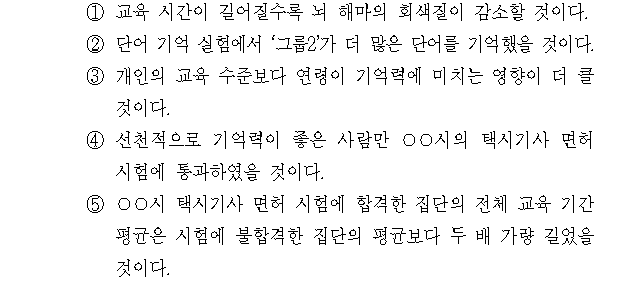 ① 교육 시간이 길어질수록 뇌 해마의 회색질이 감소할 것이다.
② 단어 기억 실험에서 ‘그룹2’가 더 많은 단어를 기억했을 것이다.
③ 개인의 교육 수준보다 연령이 기억력에 미치는 영향이 더 클
것이다.
④ 선천적으로 기억력이 좋은 사람만 ○○시의 택시기사 면허
시험에 통과하였을 것이다.
⑤ ○○시 택시기사 면허 시험에 합격한 집단의 전체 교육 기간
평균은 시험에 불합격한 집단의 평균보다 두 배 가량 길었을
것이다.